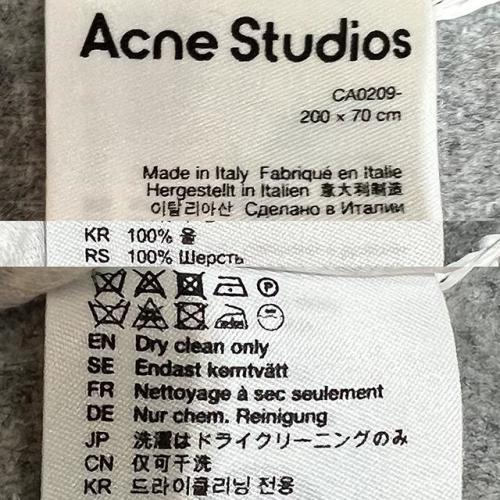 Acne Studios
CA0209-
200 x 70 cm
Made in Italy Fabriqué en Italie
Hergestellt in Italien 意大利制造
이탈리아산 Сделано в Италии
KR 100% 울
RS 100% Шерсть
P
EN Dry clean only
SE Endast kemtvätt
FR Nettoyage à sec seulement
DE Nur chem. Reinigung
JP 洗濯はドライクリーニングのみ
CN 仅可干洗
KR 드라이클리닝 전용